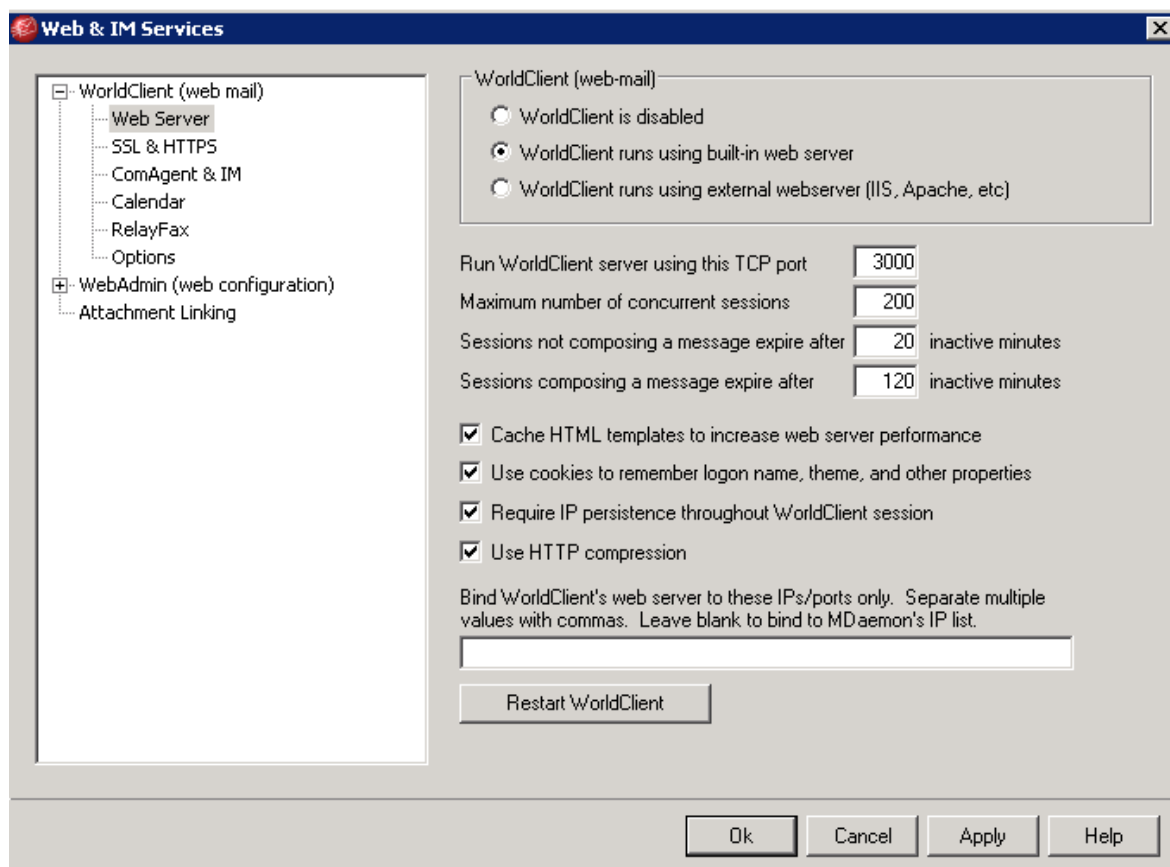 Web & IM Services
WorldClient (web mail)
Web Server
SSL & HTTPS
ComAgent & IM
Calendar
RelayFax
Options
WebAdmin (web configuration)
Attachment Linking
WorldClient (web-mail)
WorldClient is disabled
WorldClient runs using built-in web server
WorldClient runs using external webserver (IIS, Apache, etc)
Run WorldClient server using this TCP port 3000
Maximum number of concurrent sessions 200
Sessions not composing a message expire after 20 inactive minutes
Sessions composing a message expire after 120 inactive minutes
Cache HTML templates to increase web server performance
Use cookies to remember logon name, theme, and other properties
Require IP persistence throughout WorldClient session
Use HTTP compression
Bind WorldClient's web server to these IPs/ports only. Separate multiple
values with commas. Leave blank to bind to MDaemon's IP list.
Restart WorldClient
Ok Cancel Apply Help